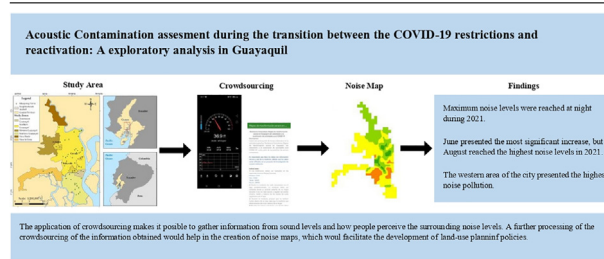 Acoustic Contamination assesment during the transition between the COVID-19 restrictions and
reactivation: A exploratory analysis in Guayaquil
Study Area
Crowdsourcing
Noise Map
Findings
Maximum noise levels were reached at night
during 2021.
June presented the most significant increase, but
August reached the highest noise levels in 2021.
The western area of the city presented the highest
noise pollution.
The application of crowdsourcing makes it posible to gather information from sound levels and how people perceive the surrounding noise levels. A further processing of the
crowdsourcing of the information obtained would help in the creation of noise maps, which woul facilitate the development of land-use planninf policies.